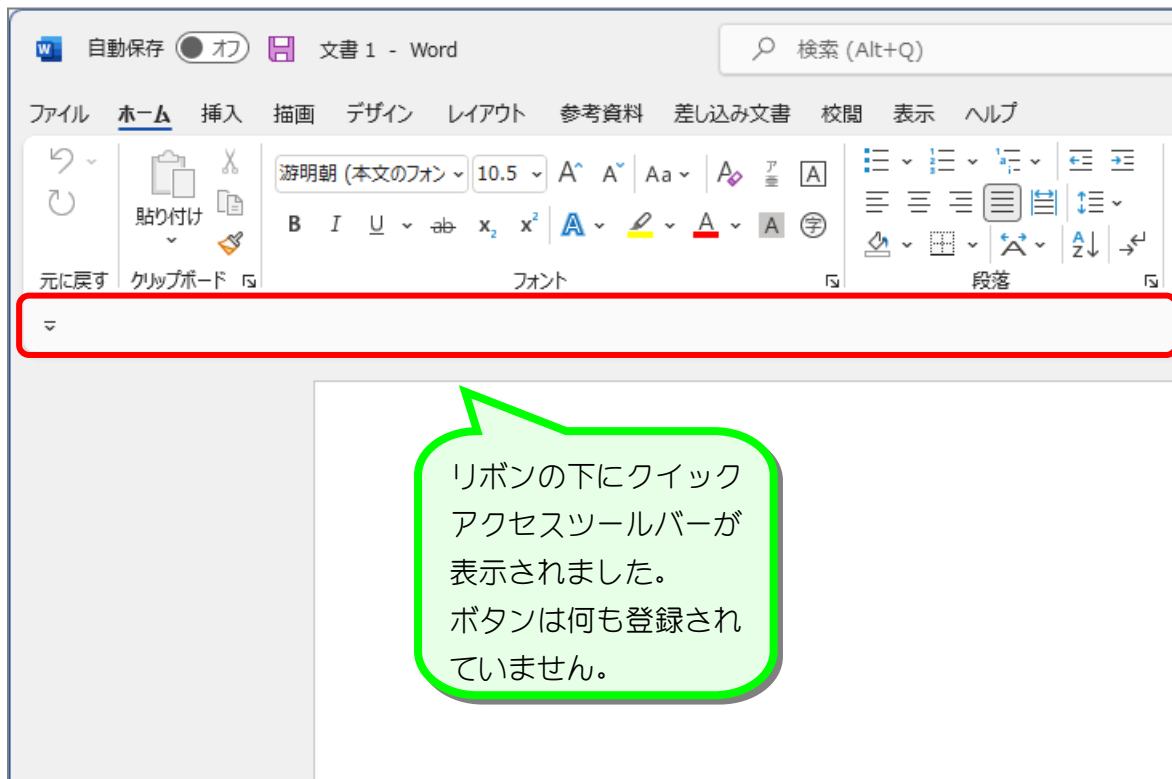 自動保存 オフ 文書 1 - Word 検索 (Alt+Q)
ファイル ホーム 挿入 描画 デザイン レイアウト 参考資料 差し込み文書 校閲 表示 ヘルプ
貼り付け
游明朝 (本文のフォン 10.5 A A Aa A ア亜 A
B I U ab x₂ x² A A A 字
元に戻す クリップボード フォント 段落
リボンの下にクイック
アクセスツールバーが
表示されました。
ボタンは何も登録され
ていません。